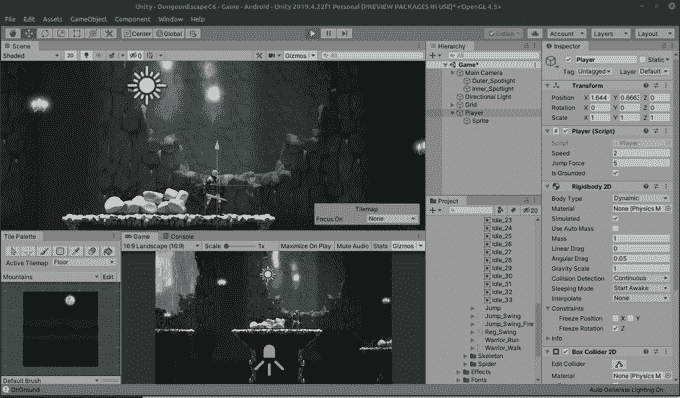 Unity - DungeonEscapeC6 - Game - Android - Unity 2019.4.22f1 Personal [PREVIEW PACKAGES IN USE]* <OpenGL 4.5>
File Edit Assets GameObject Component Window Help
Center Global Collab Account Layers Layout
Scene
Shaded 2D 0 Gizmos All
Tilemap
Focus On None
Tile Palette
Active Tilemap Floor
Mountains Edit
Default Brush
OnGround
Game Console
16:9 Landscape (16:9) Scale 1x Maximize On Play Mute Audio Stats Gizmos
Hierarchy
All
Game*
Main Camera
Outer_Spotlight
Inner_Spotlight
Directional Light
Grid
Player
Sprite
Project
20
Idle_23
Idle_24
Idle_25
Idle_26
Idle_27
Idle_28
Idle_29
Idle_30
Idle_31
Idle_32
Idle_33
Jump
Jump_Swing
Jump_Swing_Fire
Reg_Swing
Warrior_Run
Warrior_Walk
Skeleton
Spider
Effects
Fonts
Inspector
Player Static
Tag Untagged Layer Default
Transform
Position X 1.644 Y 0.6663 Z 0
Rotation X 0 Y 0 Z 0
Scale X 1 Y 1 Z 1
Player (Script)
Script Player
Speed 2
Jump Force 5
Is Grounded
Rigidbody 2D
Body Type Dynamic
Material None (Physics M
Simulated
Use Auto Mass
Mass 1
Linear Drag 0
Angular Drag 0.05
Gravity Scale 1
Collision Detection Continuous
Sleeping Mode Start Awake
Interpolate None
Constraints
Freeze Position X Y
Freeze Rotation Z
Info
Box Collider 2D
Edit Collider
Material None (Physics M
Auto Generate Lighting On